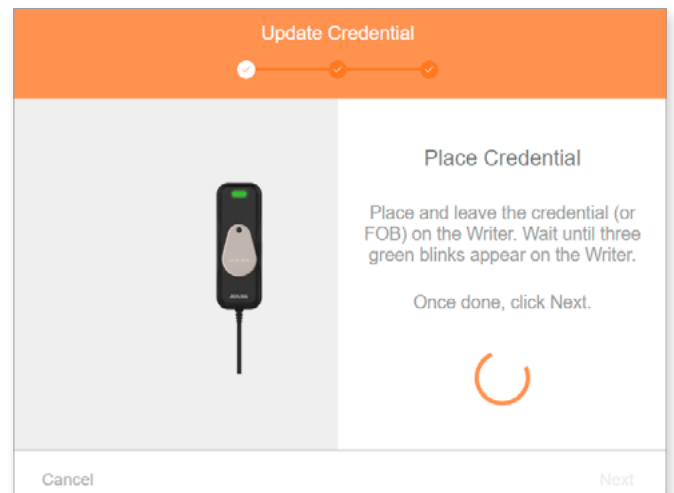 Update Credential
Place Credential
Place and leave the credential (or
FOB) on the Writer. Wait until three
green blinks appear on the Writer.
Once done, click Next.
Cancel
Next